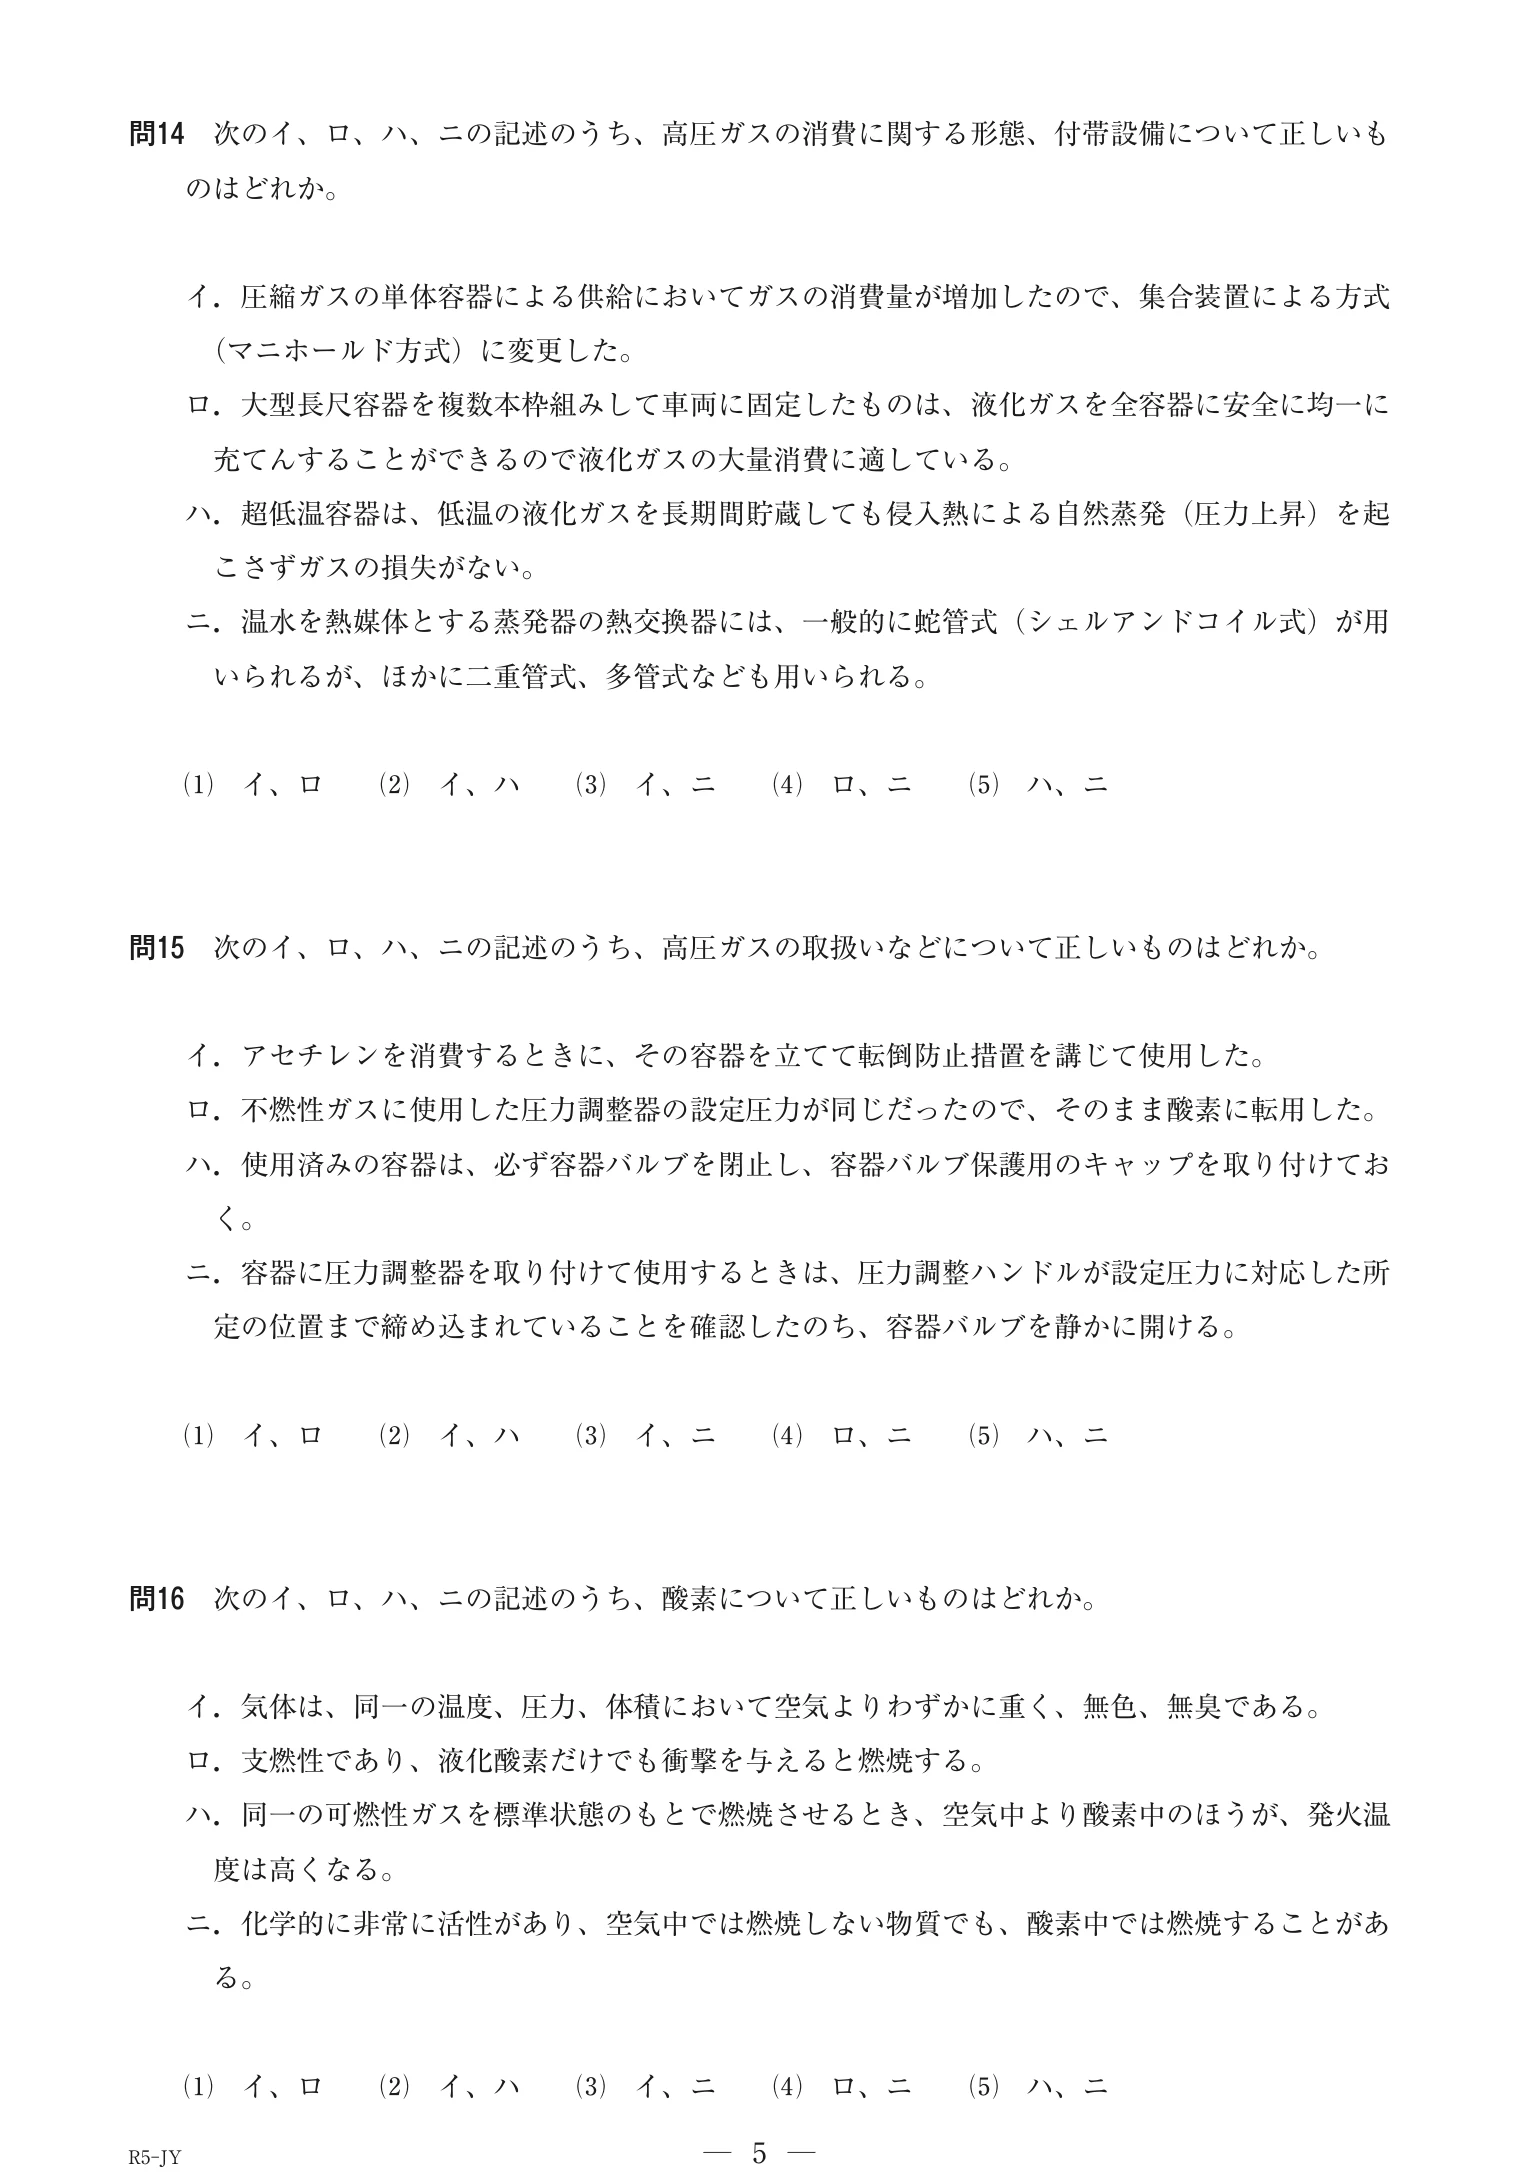 問14　次のイ、ロ、ハ、ニの記述のうち、高圧ガスの消費に関する形態、付帯設備について正しいも
のはどれか。
イ．圧縮ガスの単体容器による供給においてガスの消費量が増加したので、集合装置による方式
（マニホールド方式）に変更した。
ロ．大型長尺容器を複数本枠組みして車両に固定したものは、液化ガスを全容器に安全に均一に
充てんすることができるので液化ガスの大量消費に適している。
ハ．超低温容器は、低温の液化ガスを長期間貯蔵しても侵入熱による自然蒸発（圧力上昇）を起
こさずガスの損失がない。
ニ．温水を熱媒体とする蒸発器の熱交換器には、一般的に蛇管式（シェルアンドコイル式）が用
いられるが、ほかに二重管式、多管式なども用いられる。
(1)　イ、ロ　　(2)　イ、ハ　　(3)　イ、ニ　　(4)　ロ、ニ　　(5)　ハ、ニ
問15　次のイ、ロ、ハ、ニの記述のうち、高圧ガスの取扱いなどについて正しいものはどれか。
イ．アセチレンを消費するときに、その容器を立てて転倒防止措置を講じて使用した。
ロ．不燃性ガスに使用した圧力調整器の設定圧力が同じだったので、そのまま酸素に転用した。
ハ．使用済みの容器は、必ず容器バルブを閉止し、容器バルブ保護用のキャップを取り付けてお
く。
ニ．容器に圧力調整器を取り付けて使用するときは、圧力調整ハンドルが設定圧力に対応した所
定の位置まで締め込まれていることを確認したのち、容器バルブを静かに開ける。
(1)　イ、ロ　　(2)　イ、ハ　　(3)　イ、ニ　　(4)　ロ、ニ　　(5)　ハ、ニ
問16　次のイ、ロ、ハ、ニの記述のうち、酸素について正しいものはどれか。
イ．気体は、同一の温度、圧力、体積において空気よりわずかに重く、無色、無臭である。
ロ．支燃性であり、液化酸素だけでも衝撃を与えると燃焼する。
ハ．同一の可燃性ガスを標準状態のもとで燃焼させるとき、空気中より酸素中のほうが、発火温
度は高くなる。
ニ．化学的に非常に活性があり、空気中では燃焼しない物質でも、酸素中では燃焼することがあ
る。
(1)　イ、ロ　　(2)　イ、ハ　　(3)　イ、ニ　　(4)　ロ、ニ　　(5)　ハ、ニ
R5-JY　— 5 —